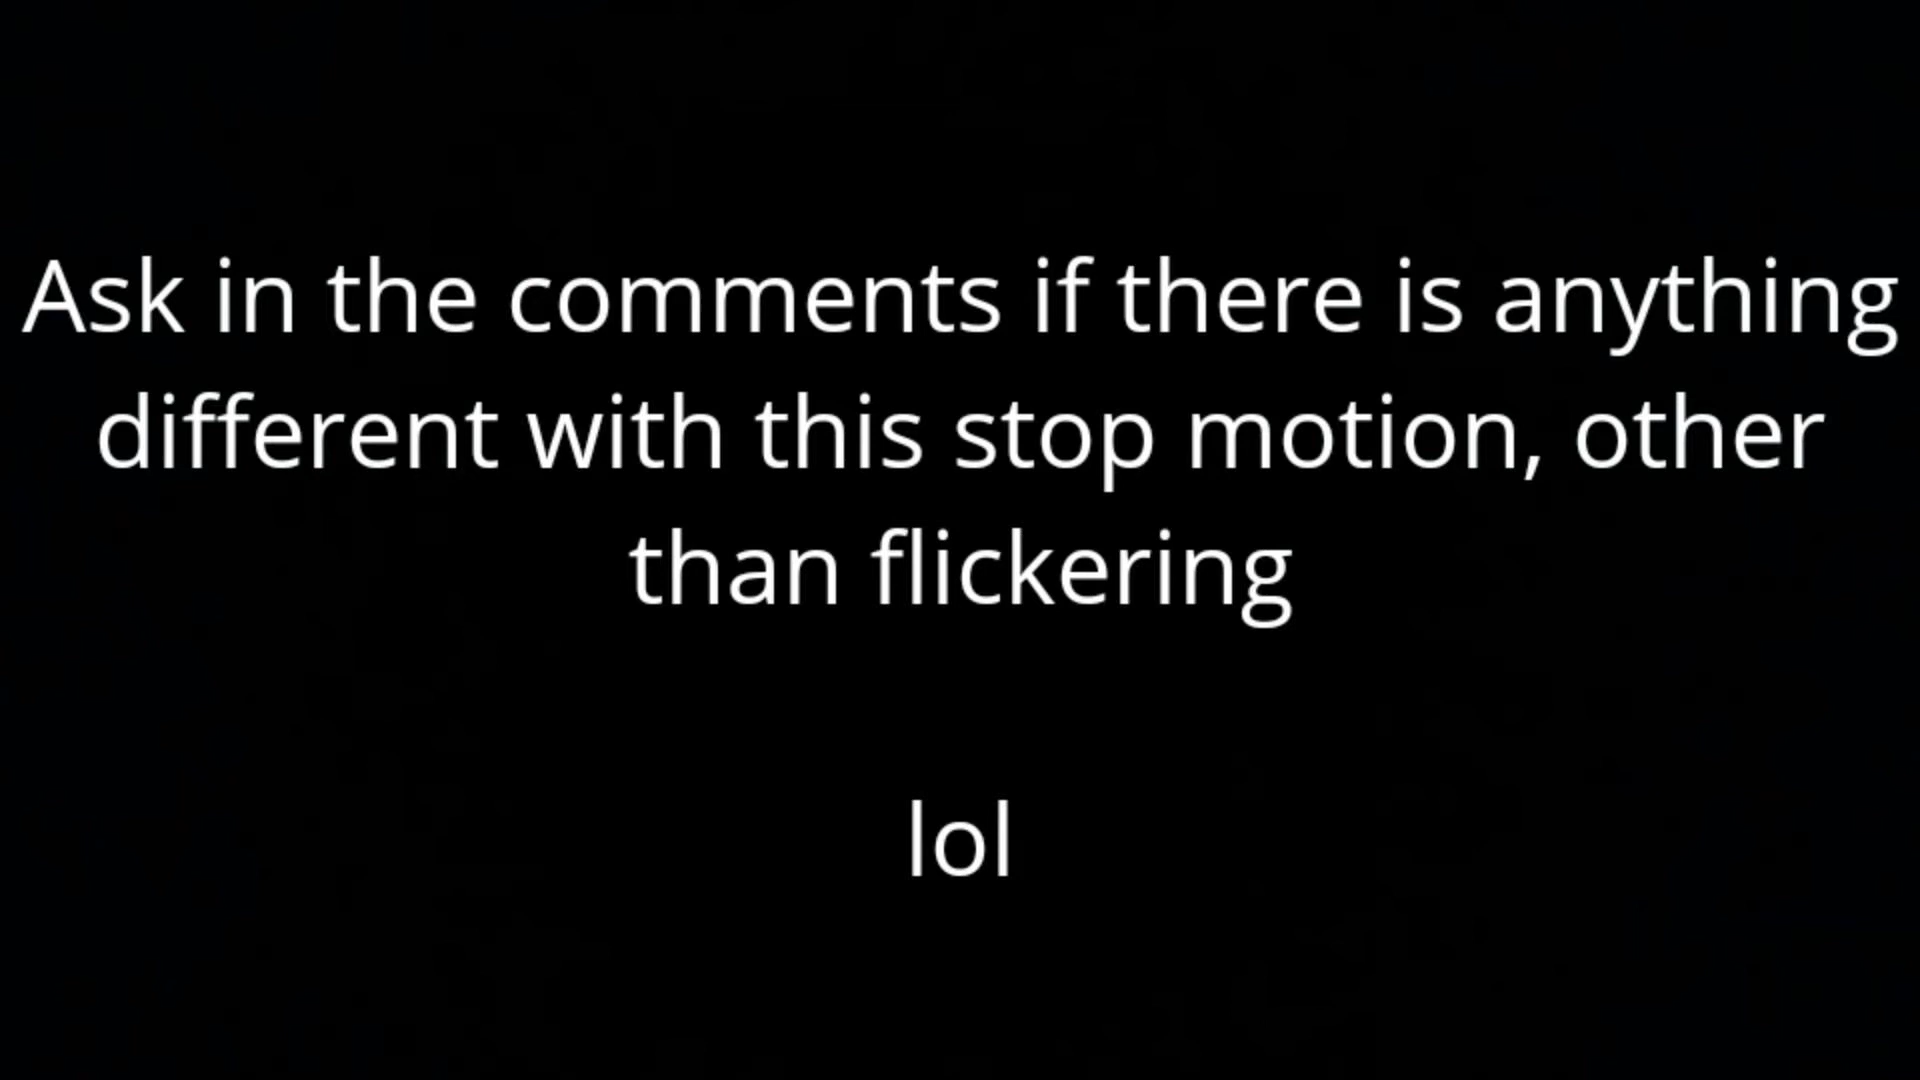 Ask in the comments if there is anything
different with this stop motion, other
than flickering
lol